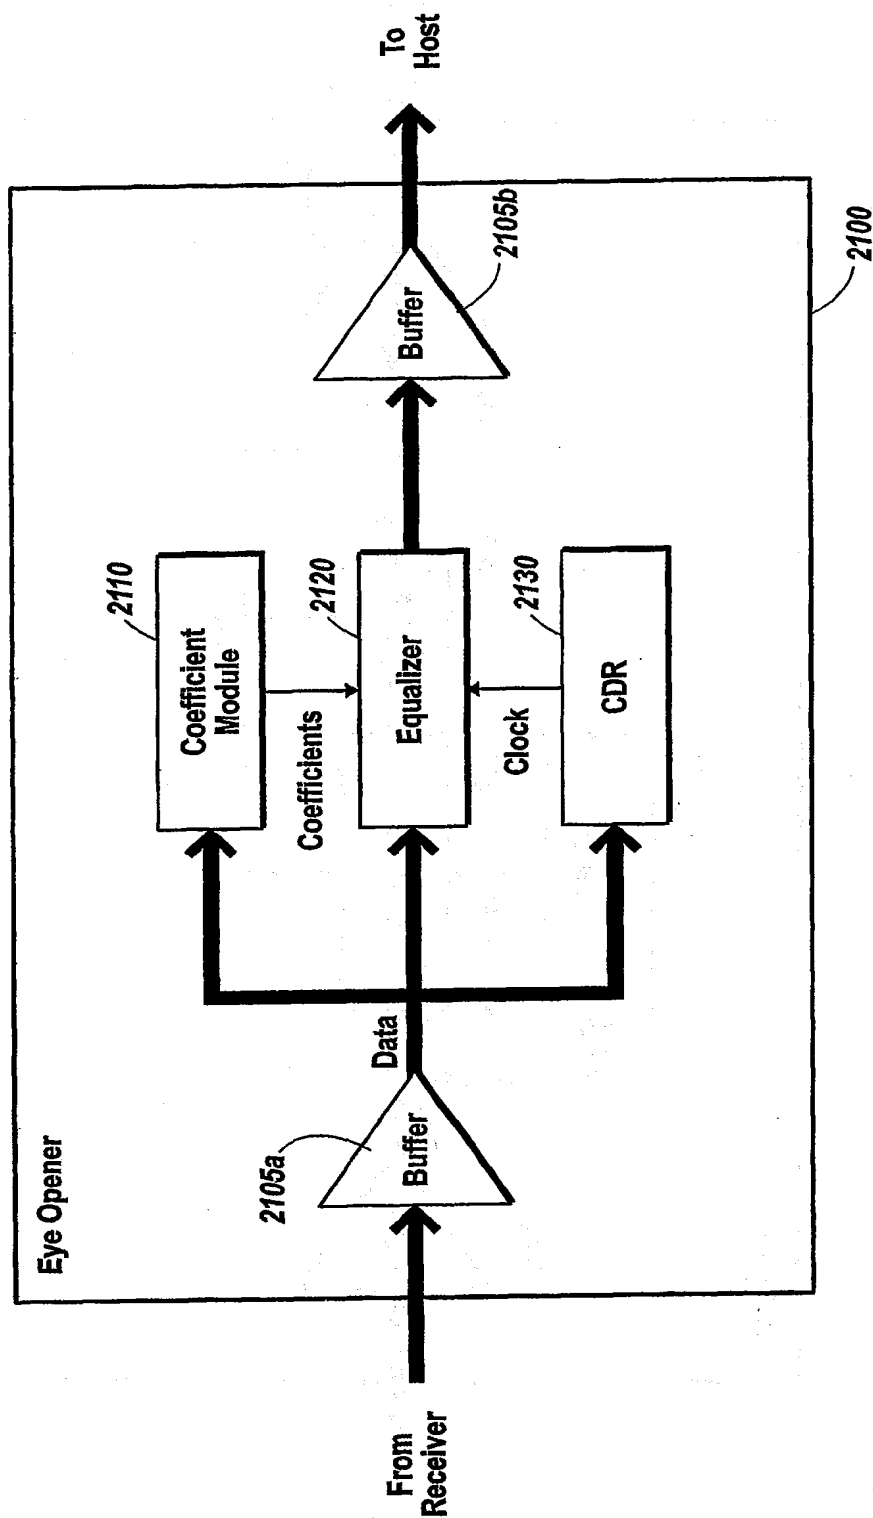 Eye Opener
From
Receiver
2105a
Buffer
Data
2110
Coefficient
Module
Coefficients
2120
Equalizer
Clock
2130
CDR
Buffer
2105b
To
Host
2100